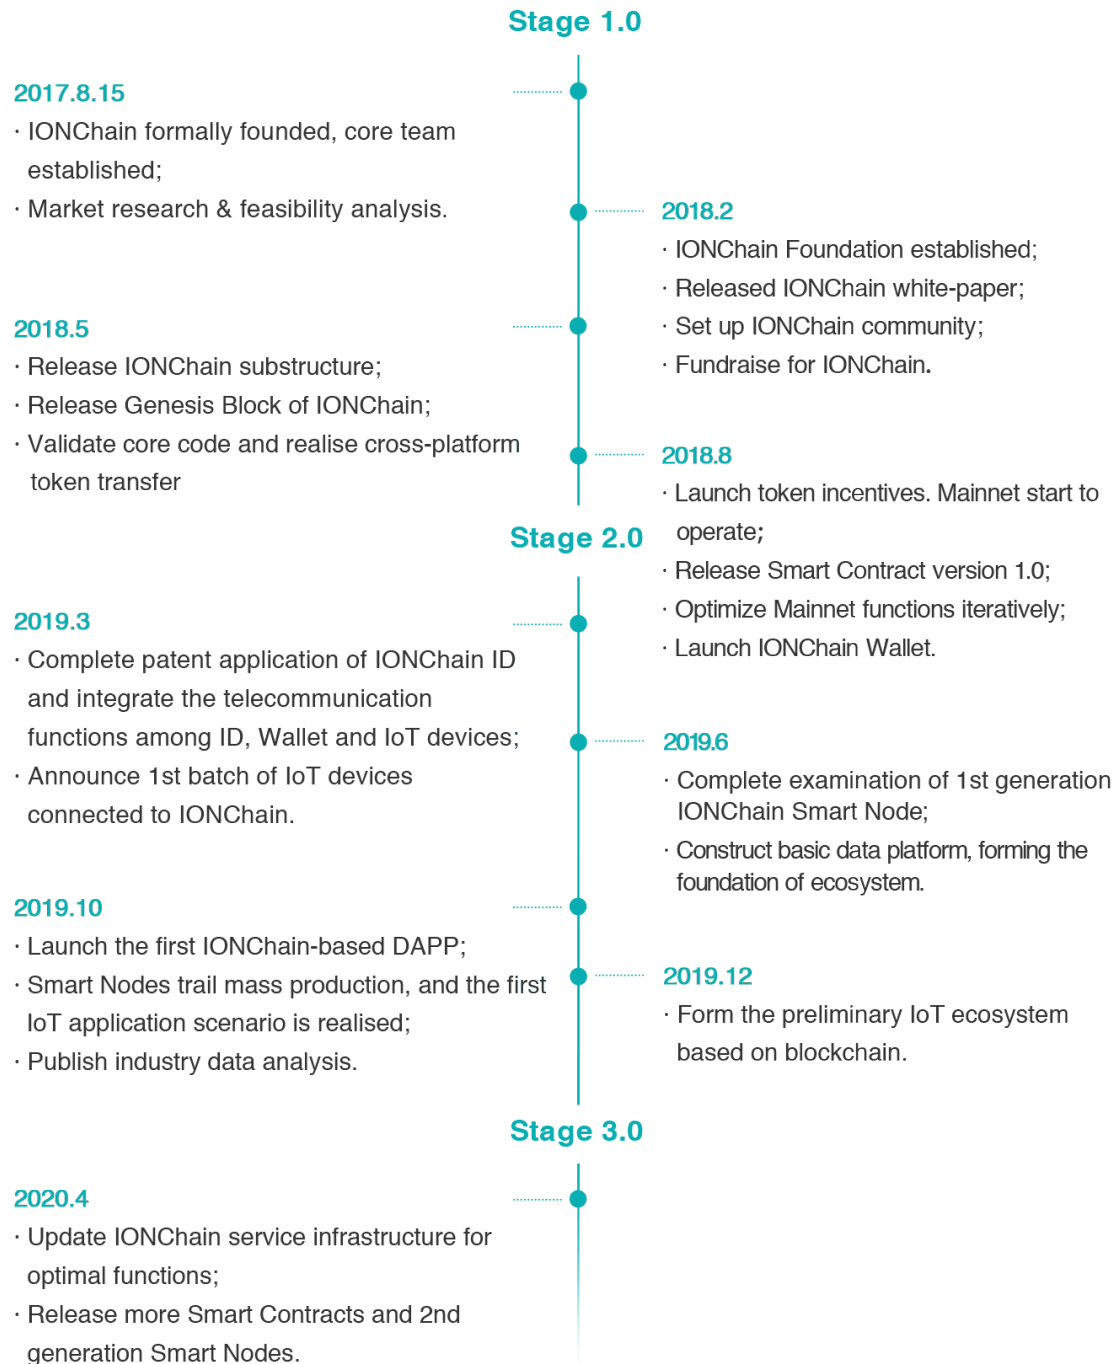 Stage 1.0
2017.8.15
· IONChain formally founded, core team
established;
· Market research & feasibility analysis.
2018.2
· IONChain Foundation established;
· Released IONChain white-paper;
· Set up IONChain community;
· Fundraise for IONChain.
2018.5
· Release IONChain substructure;
· Release Genesis Block of IONChain;
· Validate core code and realise cross-platform
token transfer
2018.8
· Launch token incentives. Mainnet start to
operate;
· Release Smart Contract version 1.0;
· Optimize Mainnet functions iteratively;
· Launch IONChain Wallet.
Stage 2.0
2019.3
· Complete patent application of IONChain ID
and integrate the telecommunication
functions among ID, Wallet and IoT devices;
· Announce 1st batch of IoT devices
connected to IONChain.
2019.6
· Complete examination of 1st generation
IONChain Smart Node;
· Construct basic data platform, forming the
foundation of ecosystem.
2019.10
· Launch the first IONChain-based DAPP;
· Smart Nodes trail mass production, and the first
IoT application scenario is realised;
· Publish industry data analysis.
2019.12
· Form the preliminary IoT ecosystem
based on blockchain.
Stage 3.0
2020.4
· Update IONChain service infrastructure for
optimal functions;
· Release more Smart Contracts and 2nd
generation Smart Nodes.